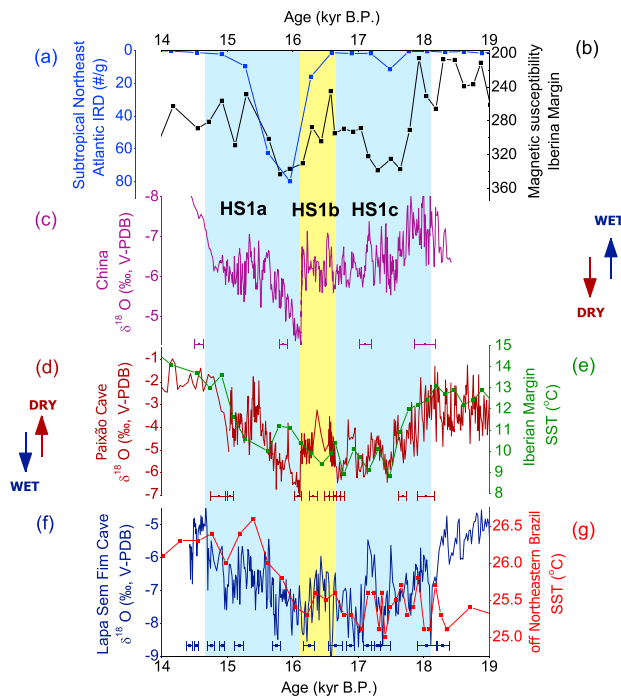 Age (kyr B.P.)
14 15 16 17 18 19
(a)
Subtropical Northeast
Atlantic IRD (#/g)
0
20
40
60
80
200
240
280
320
360
Magnetic susceptibility
Iberina Margin
(b)
HS1a HS1b HS1c
(c)
China
δ18 O (‰, V-PDB)
-8
-7
-6
-5
WET
DRY
(d)
Paixão Cave
δ18 O (‰, V-PDB)
-1
-2
-3
-4
-5
-6
-7
DRY
WET
15
14
13
12
11
10
9
8
Iberian Margin
SST (°C)
(e)
(f)
Lapa Sem Fim Cave
δ18 O (‰, V-PDB)
-5
-6
-7
-8
-9
26.5
26.0
25.5
25.0
off Northeastern Brazil
SST (°C)
(g)
14 15 16 17 18 19
Age (kyr B.P.)